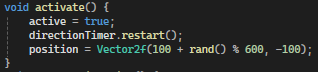 void activate() {
    active = true;
    directionTimer.restart();
    position = Vector2f(100 + rand() % 600, -100);
}